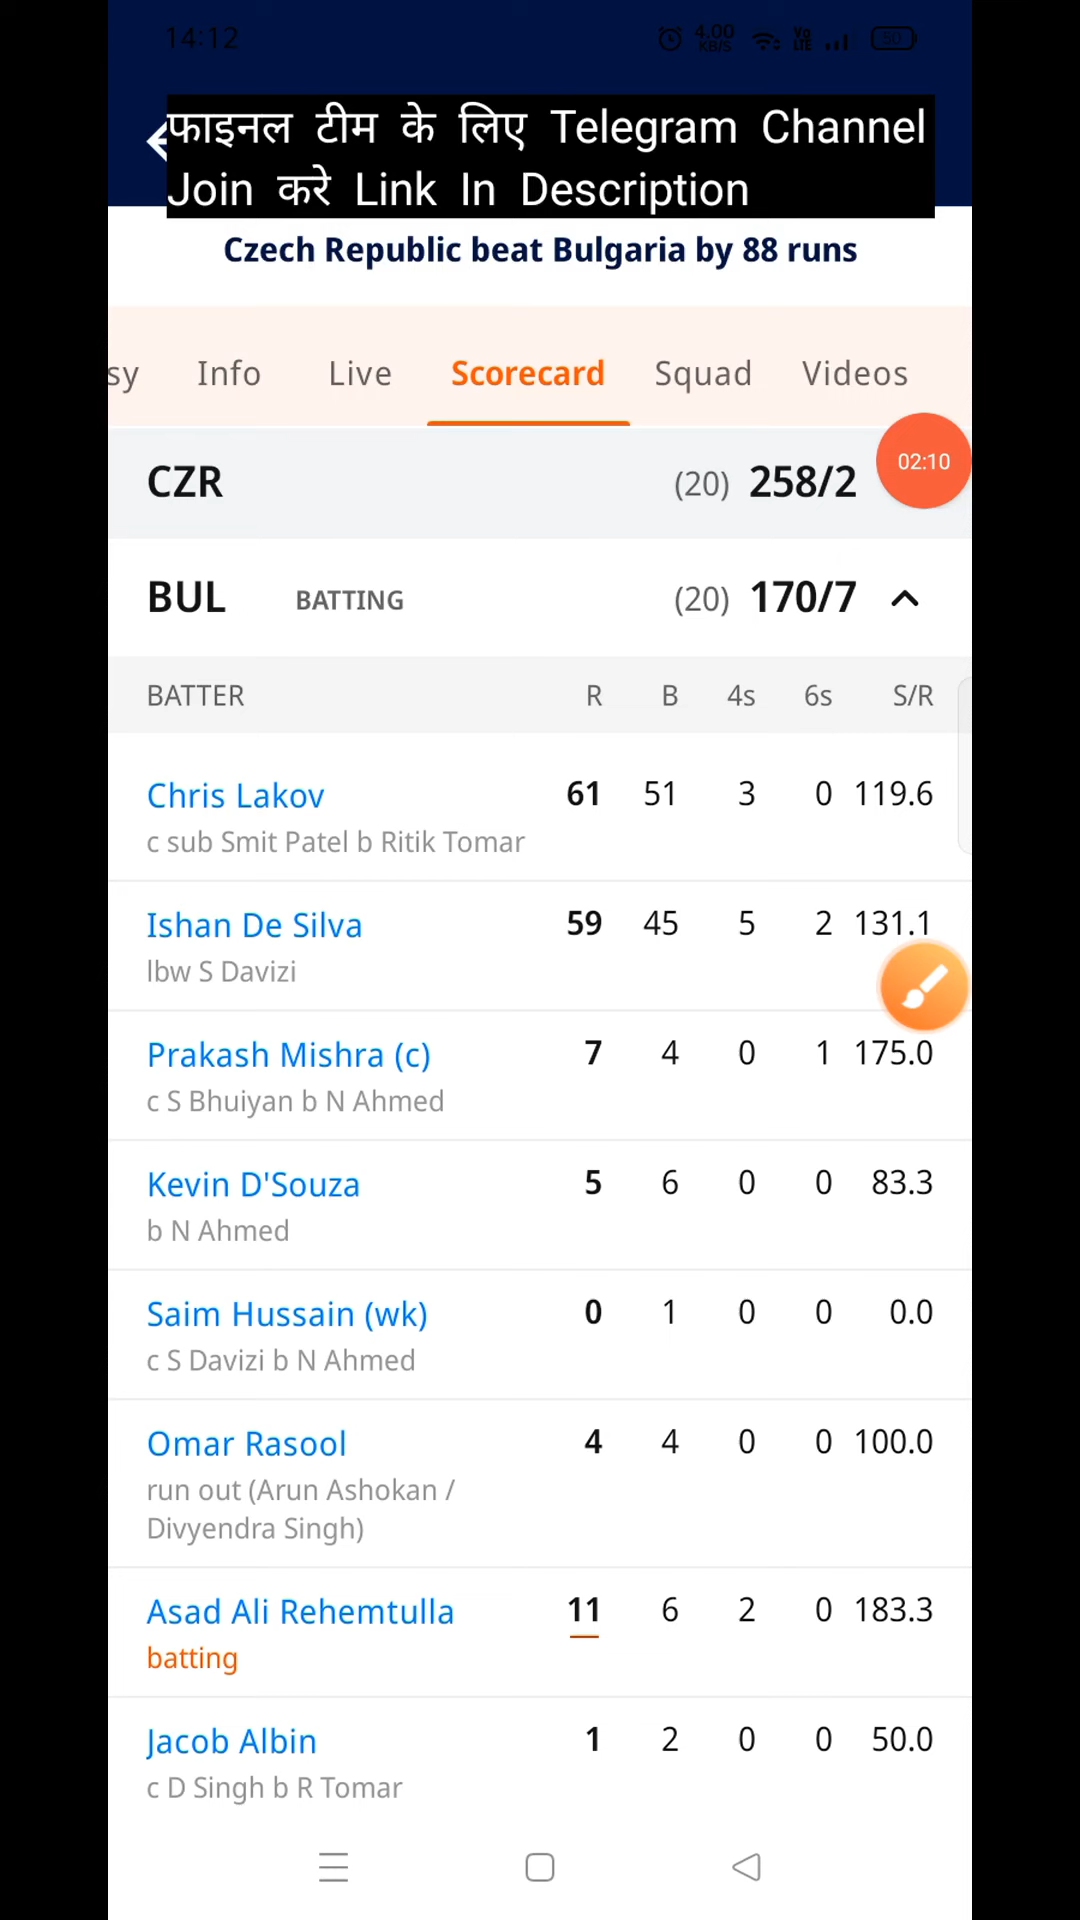 14:12 4.00 KB/S Vo LTE 50
फाइनल टीम के लिए Telegram Channel
Join करे Link In Description
Czech Republic beat Bulgaria by 88 runs
sy Info Live Scorecard Squad Videos
02:10
CZR (20) 258/2
BUL BATTING (20) 170/7
BATTER R B 4s 6s S/R
Chris Lakov 61 51 3 0 119.6
c sub Smit Patel b Ritik Tomar
Ishan De Silva 59 45 5 2 131.1
lbw S Davizi
Prakash Mishra (c) 7 4 0 1 175.0
c S Bhuiyan b N Ahmed
Kevin D'Souza 5 6 0 0 83.3
b N Ahmed
Saim Hussain (wk) 0 1 0 0 0.0
c S Davizi b N Ahmed
Omar Rasool 4 4 0 0 100.0
run out (Arun Ashokan /
Divyendra Singh)
Asad Ali Rehemtulla 11 6 2 0 183.3
batting
Jacob Albin 1 2 0 0 50.0
c D Singh b R Tomar